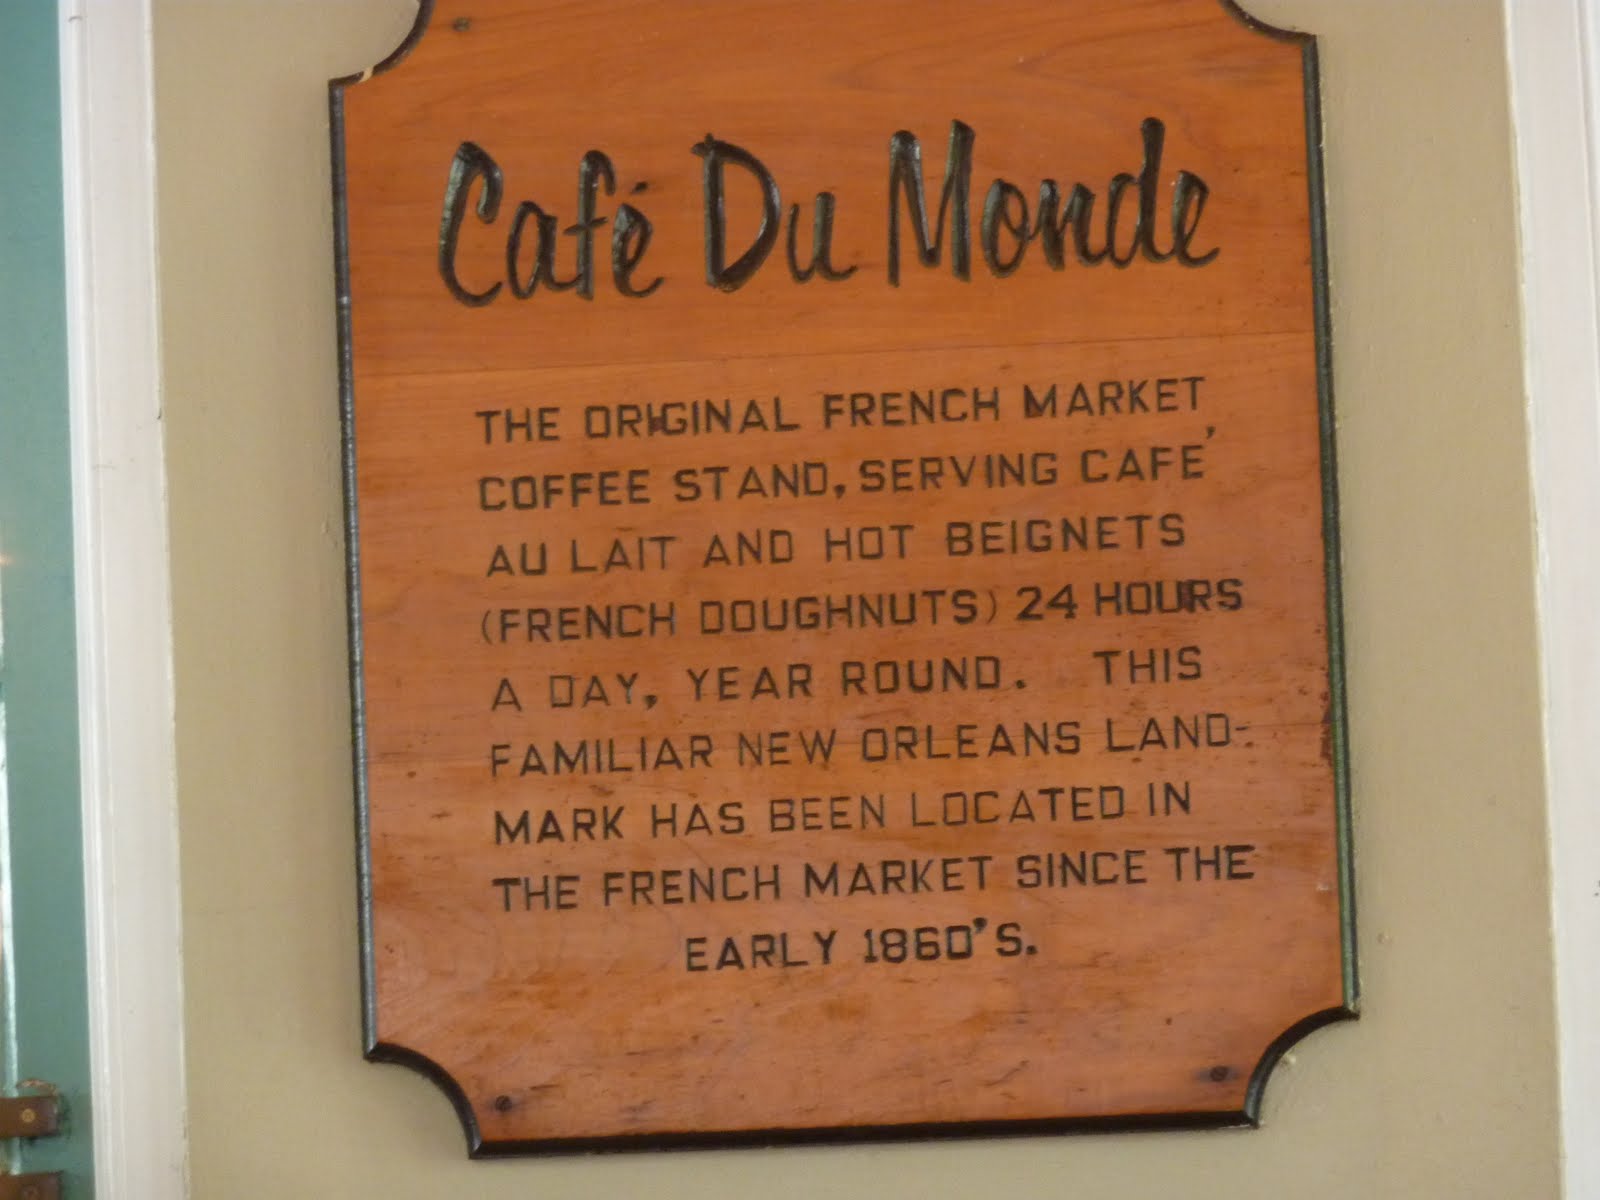 Café Du Monde
THE ORIGINAL FRENCH MARKET
COFFEE STAND, SERVING CAFE'
AU LAIT AND HOT BEIGNETS
(FRENCH DOUGHNUTS) 24 HOURS
A DAY, YEAR ROUND. THIS
FAMILIAR NEW ORLEANS LAND-
MARK HAS BEEN LOCATED IN
THE FRENCH MARKET SINCE THE
EARLY 1860'S.